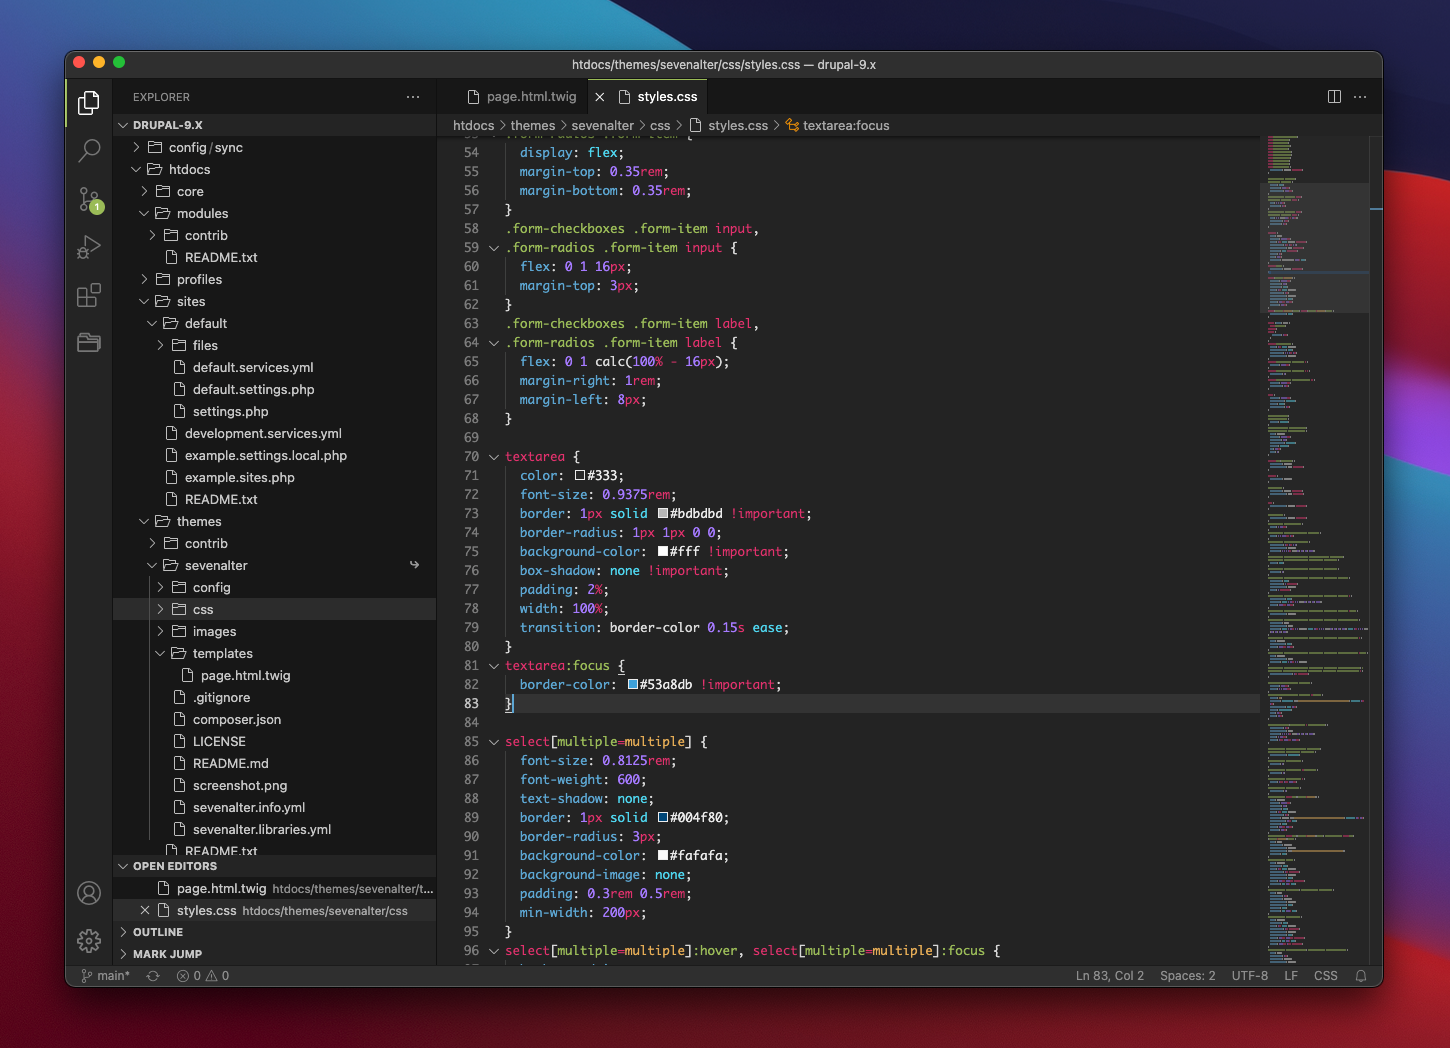 htdocs/themes/sevenalter/css/styles.css — drupal-9.x
EXPLORER
DRUPAL-9.X
config/sync
htdocs
core
modules
contrib
README.txt
profiles
sites
default
files
default.services.yml
default.settings.php
settings.php
development.services.yml
example.settings.local.php
example.sites.php
README.txt
themes
contrib
sevenalter
config
css
images
templates
page.html.twig
.gitignore
composer.json
LICENSE
README.md
screenshot.png
sevenalter.info.yml
sevenalter.libraries.yml
README.txt
OPEN EDITORS
page.html.twig htdocs/themes/sevenalter/t...
styles.css htdocs/themes/sevenalter/css
OUTLINE
MARK JUMP
page.html.twig
styles.css
htdocs > themes > sevenalter > css > styles.css > textarea:focus
53 .form-radios .form-item {
54 display: flex;
55 margin-top: 0.35rem;
56 margin-bottom: 0.35rem;
57 }
58 .form-checkboxes .form-item input,
59 .form-radios .form-item input {
60 flex: 0 1 16px;
61 margin-top: 3px;
62 }
63 .form-checkboxes .form-item label,
64 .form-radios .form-item label {
65 flex: 0 1 calc(100% - 16px);
66 margin-right: 1rem;
67 margin-left: 8px;
68 }
69
70 textarea {
71 color: #333;
72 font-size: 0.9375rem;
73 border: 1px solid #bdbdbd !important;
74 border-radius: 1px 1px 0 0;
75 background-color: #fff !important;
76 box-shadow: none !important;
77 padding: 2%;
78 width: 100%;
79 transition: border-color 0.15s ease;
80 }
81 textarea:focus {
82 border-color: #53a8db !important;
83 }
84
85 select[multiple=multiple] {
86 font-size: 0.8125rem;
87 font-weight: 600;
88 text-shadow: none;
89 border: 1px solid #004f80;
90 border-radius: 3px;
91 background-color: #fafafa;
92 background-image: none;
93 padding: 0.3rem 0.5rem;
94 min-width: 200px;
95 }
96 select[multiple=multiple]:hover, select[multiple=multiple]:focus {
1
main*
0
0
Ln 83, Col 2
Spaces: 2
UTF-8
LF
CSS